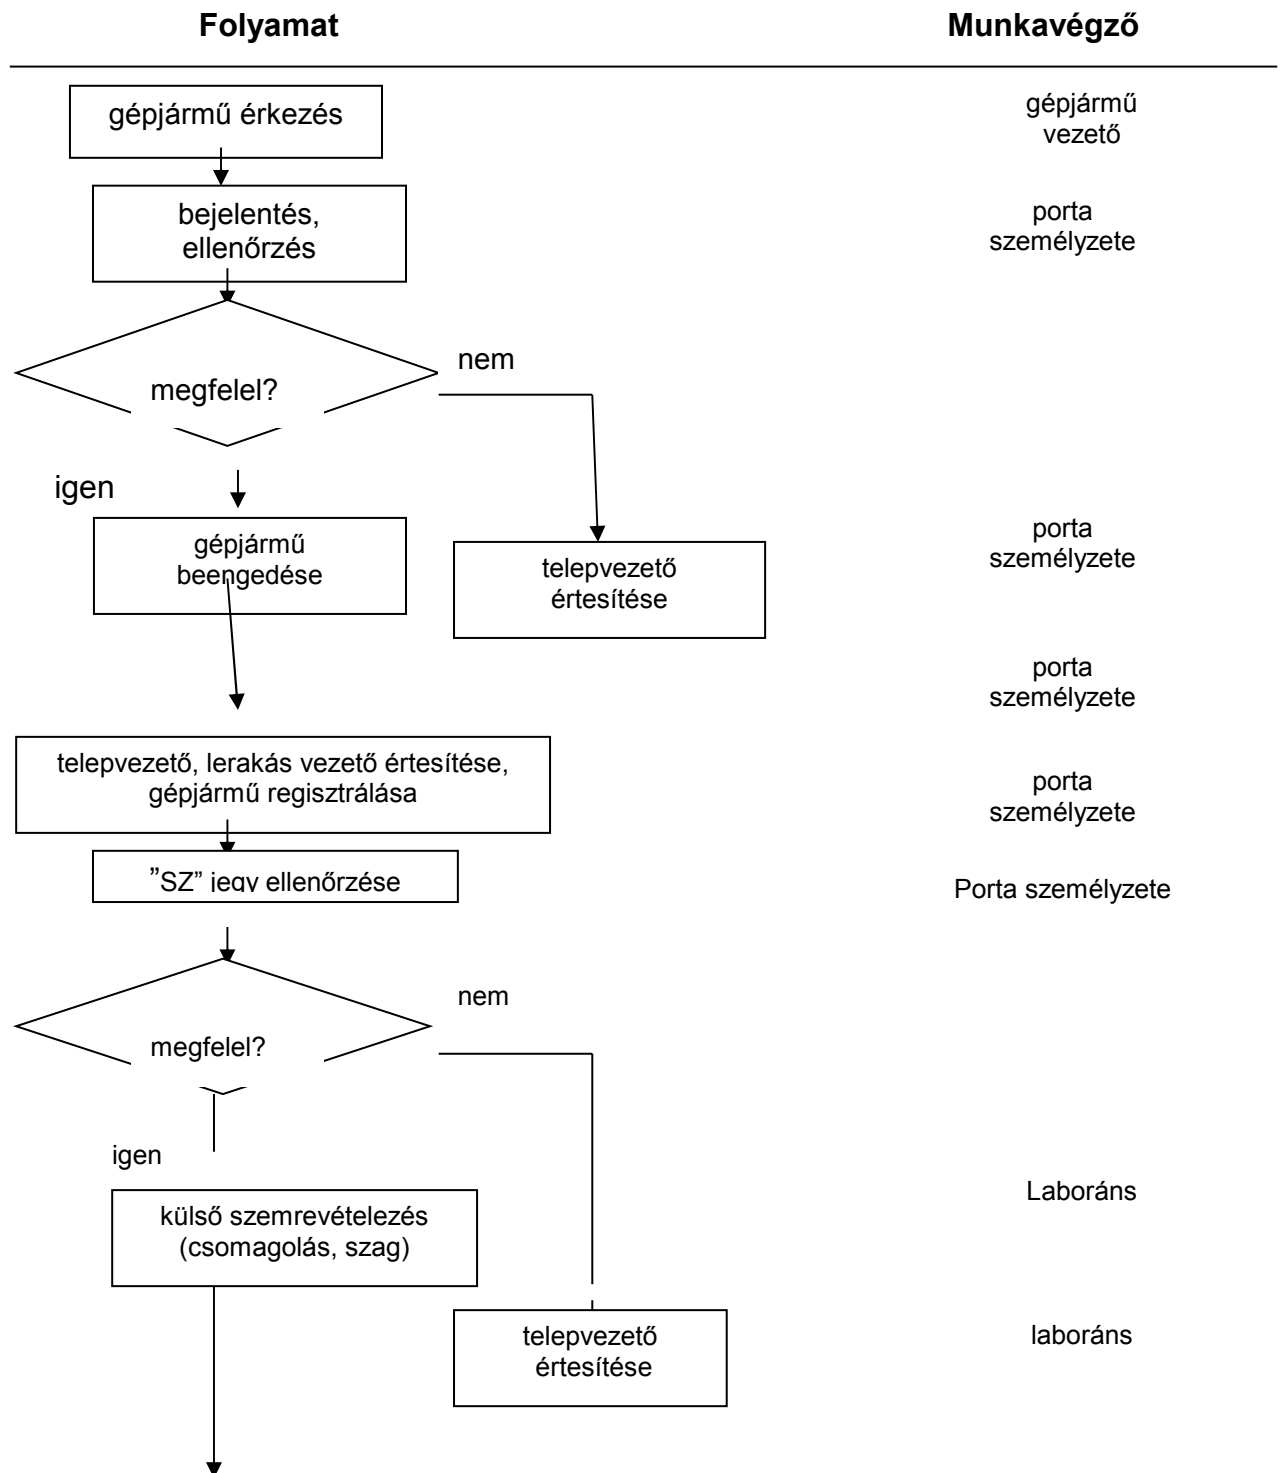 Folyamat
Munkavégző
gépjármű érkezés
gépjármű
vezető
bejelentés,
ellenőrzés
porta
személyzete
megfelel?
nem
igen
gépjármű
beengedése
telepvezető
értesítése
porta
személyzete
porta
személyzete
telepvezető, lerakás vezető értesítése,
gépjármű regisztrálása
porta
személyzete
”SZ” jegy ellenőrzése
Porta személyzete
megfelel?
nem
igen
külső szemrevételezés
(csomagolás, szag)
Laboráns
telepvezető
értesítése
laboráns